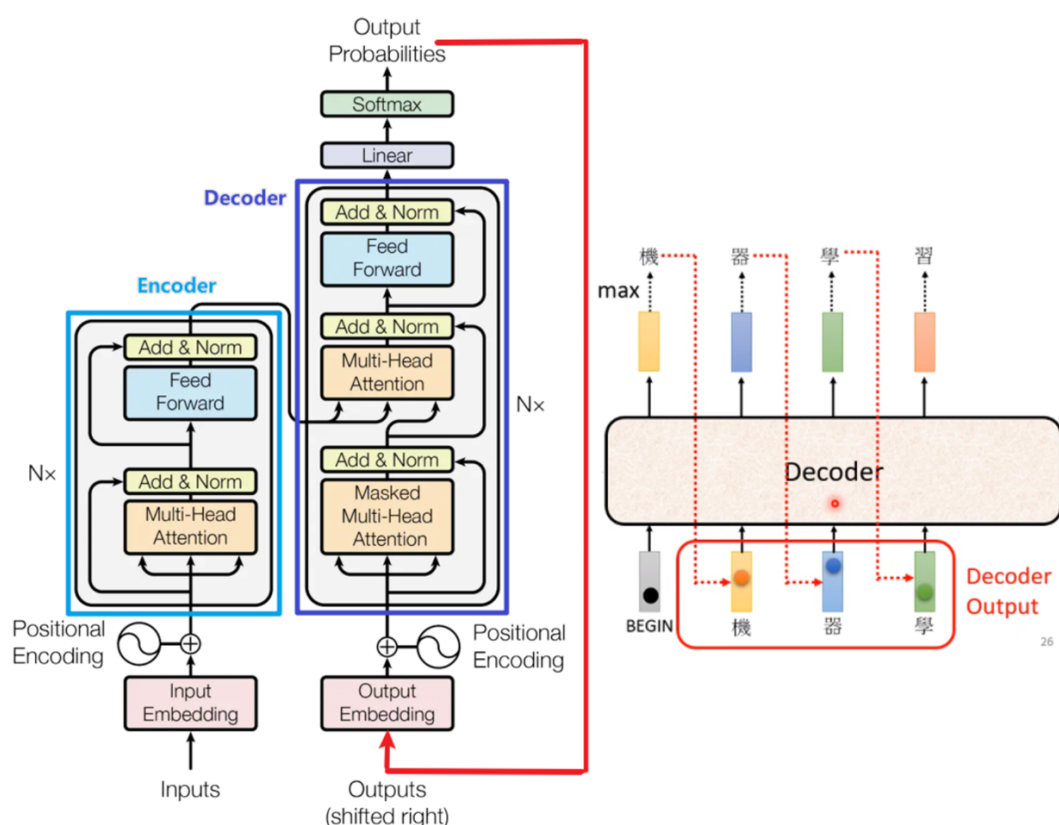 Output
Probabilities
Softmax
Linear
Decoder
Add & Norm
Feed
Forward
Add & Norm
Multi-Head
Attention
Nx
Add & Norm
Masked
Multi-Head
Attention
Positional
Encoding
Output
Embedding
Outputs
(shifted right)
Encoder
Add & Norm
Feed
Forward
Nx
Add & Norm
Multi-Head
Attention
Positional
Encoding
Input
Embedding
Inputs
機
器
學
習
max
Decoder
BEGIN
機
器
學
Decoder
Output
26